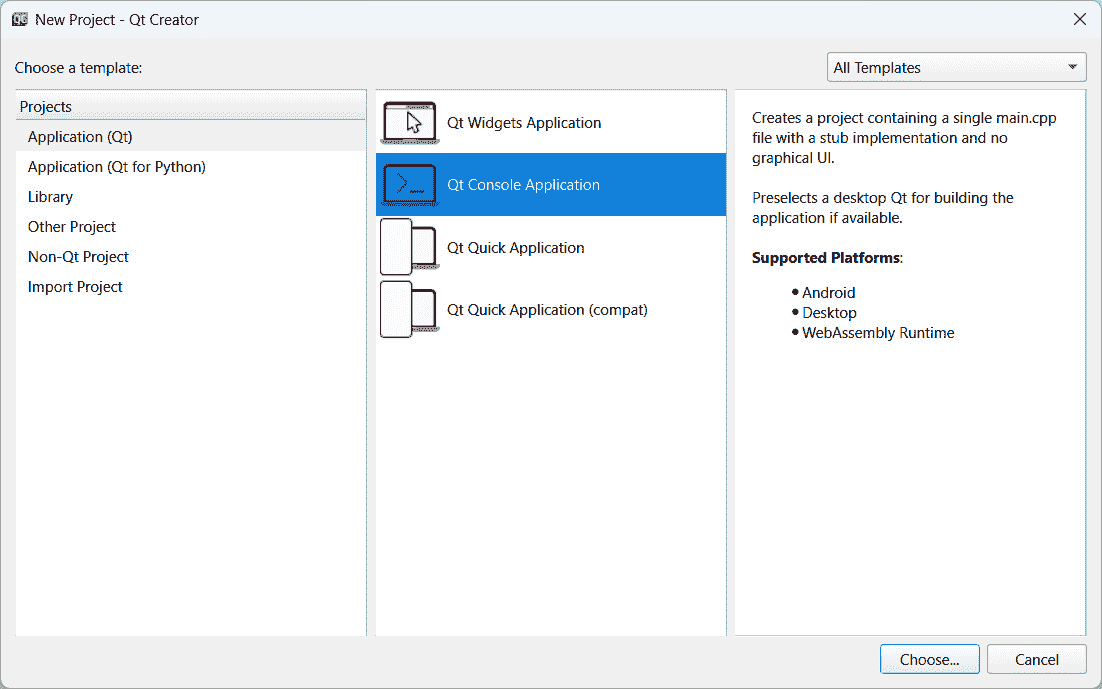 New Project - Qt Creator
Choose a template:
All Templates
Projects
Application (Qt)
Application (Qt for Python)
Library
Other Project
Non-Qt Project
Import Project
Qt Widgets Application
Qt Console Application
Qt Quick Application
Qt Quick Application (compat)
Creates a project containing a single main.cpp
file with a stub implementation and no
graphical UI.
Preselects a desktop Qt for building the
application if available.
Supported Platforms:
• Android
• Desktop
• WebAssembly Runtime
Choose...
Cancel